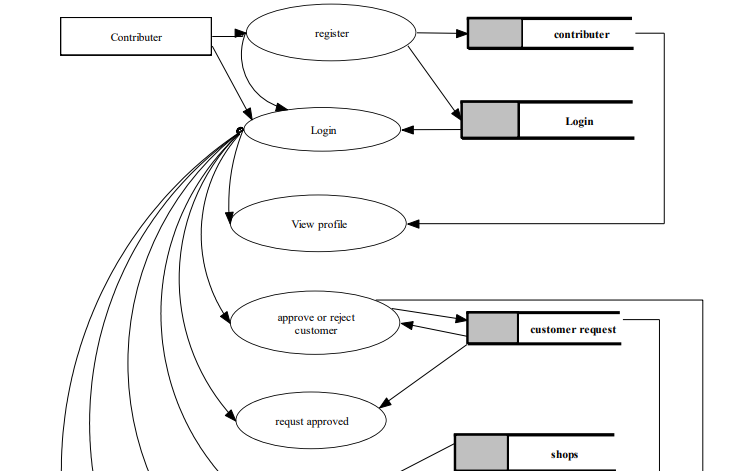 Contributer
register
contributer
Login
Login
View profile
approve or reject
customer
customer request
requst approved
shops